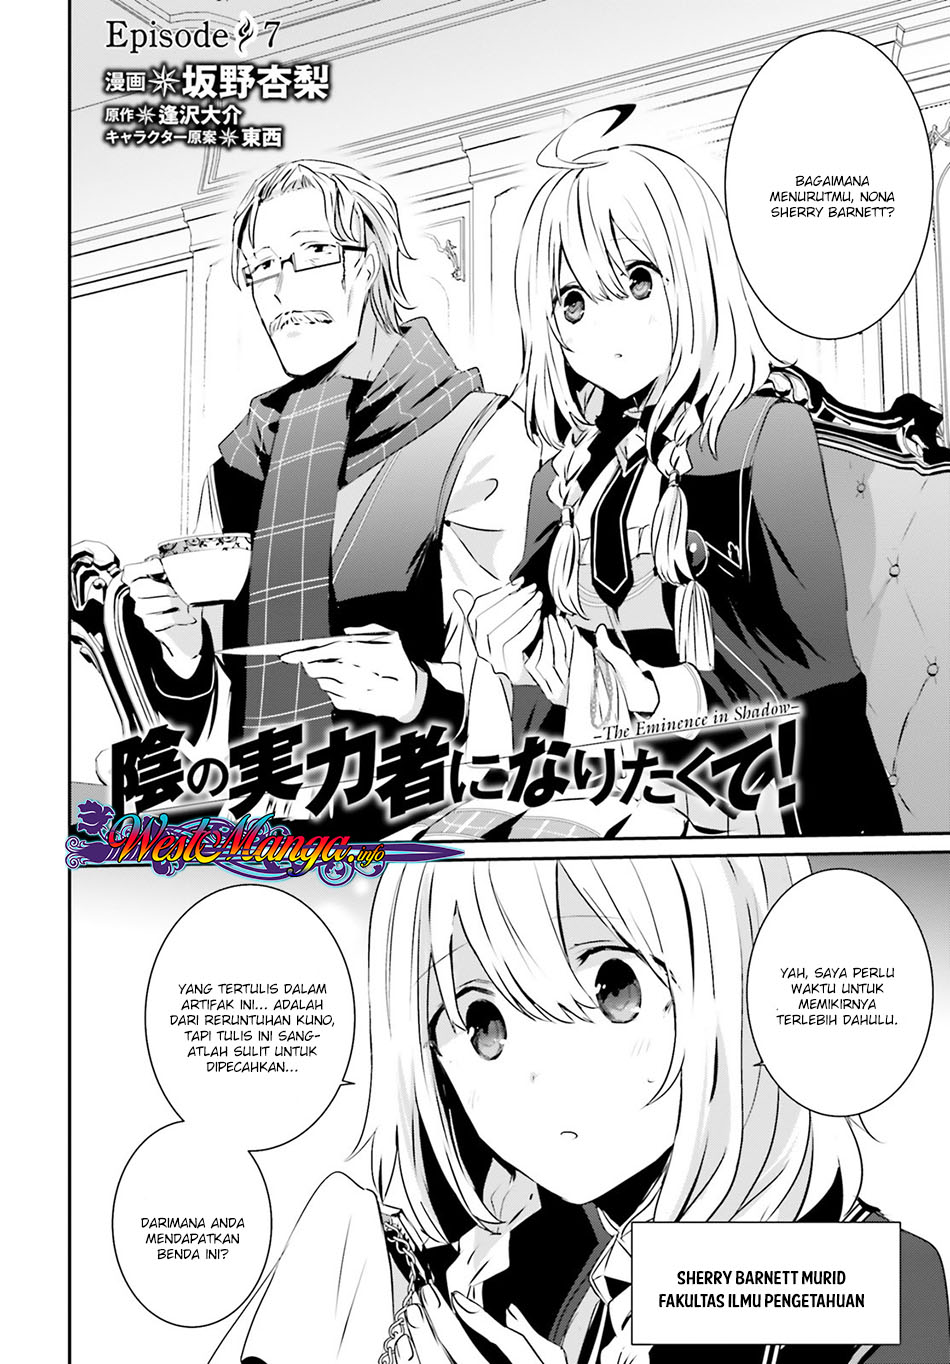 Episode 7
漫画＊坂野杏梨
原作＊逢沢大介
キャラクター原案＊東西
BAGAIMANA
MENURUTMU, NONA
SHERRY BARNETT?
–The Eminence in Shadow–
陰の実力者になりたくて！
WestManga.info
YAH, SAYA PERLU
WAKTU UNTUK
MEMIKIRNYA
TERLEBIH DAHULU.
YANG TERTULIS DALAM
ARTIFAK INI... ADALAH
DARI RERUNTUHAN KUNO,
TAPI TULIS INI SANG-
ATLAH SULIT UNTUK
DIPECAHKAN...
DARIMANA ANDA
MENDAPATKAN
BENDA INI?
SHERRY BARNETT MURID
FAKULTAS ILMU PENGETAHUAN